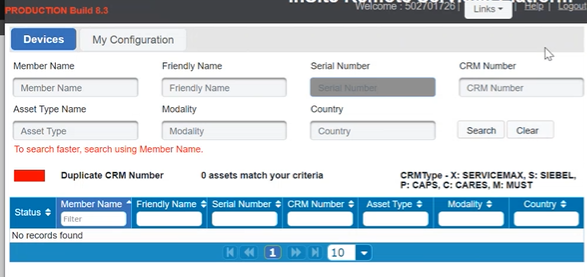 PRODUCTION Build 6.3
Welcome : 502701726 | Links | Help | Logout
Devices
My Configuration
Member Name
Friendly Name
Serial Number
CRM Number
Member Name
Friendly Name
Serial Number
CRM Number
Asset Type Name
Modality
Country
Asset Type
Modality
Country
Search
Clear
To search faster, search using Member Name.
Duplicate CRM Number
0 assets match your criteria
CRMType - X: SERVICEMAX, S: SIEBEL,
P: CAPS, C: CARES, M: MUST
Status
Member Name
Friendly Name
Serial Number
CRM Number
Asset Type
Modality
Country
Filter
No records found
1
10